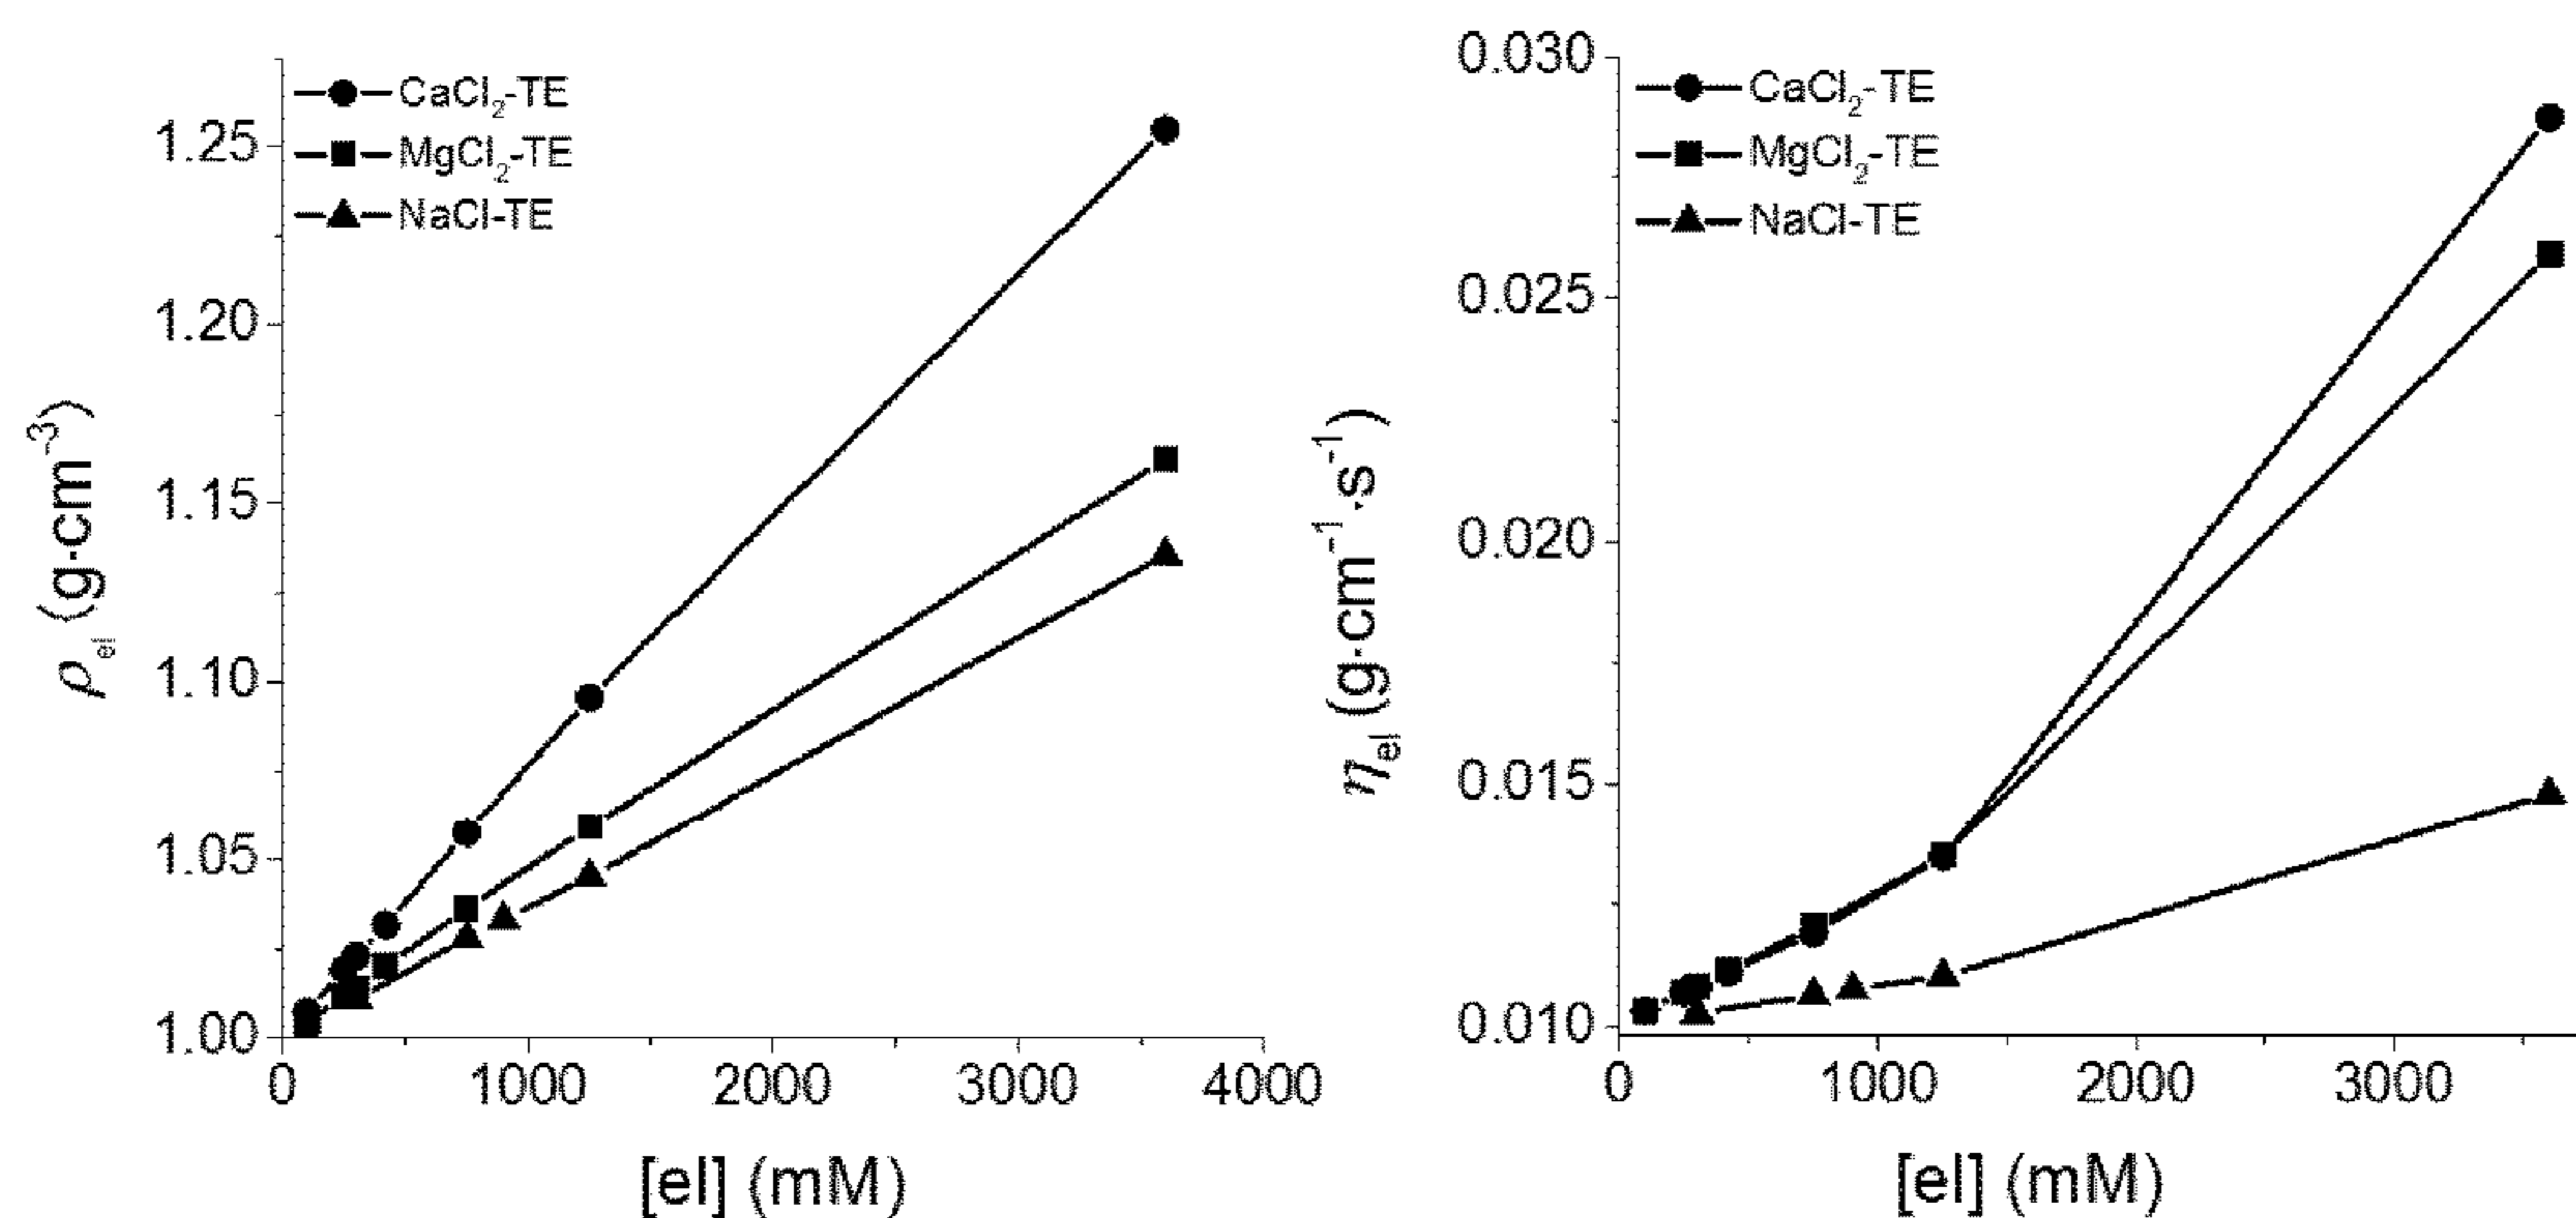 CaCl₂-TE
MgCl₂-TE
NaCl-TE
1.25
1.20
1.15
1.10
1.05
1.00
0
1000
2000
3000
4000
ρel (g·cm⁻³)
[el] (mM)
CaCl₂-TE
MgCl₂-TE
NaCl-TE
0.030
0.025
0.020
0.015
0.010
0
1000
2000
3000
ηel (g·cm⁻¹·s⁻¹)
[el] (mM)